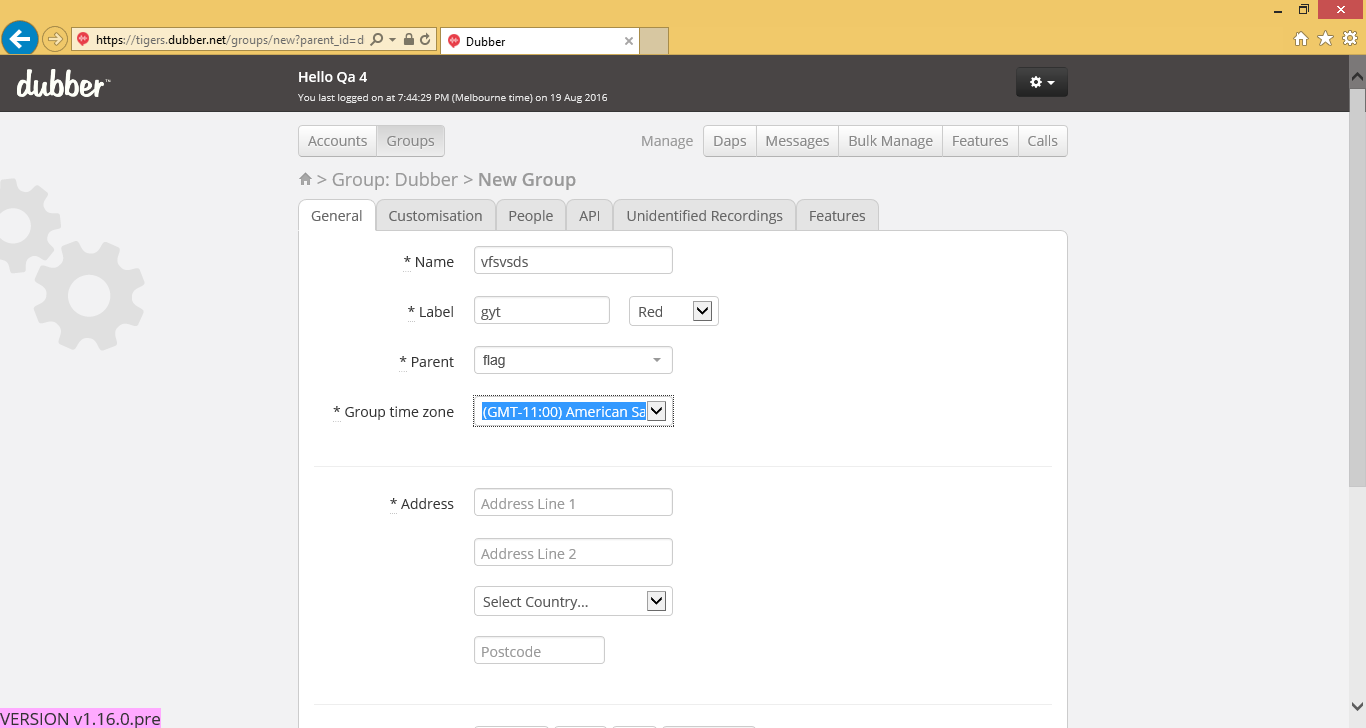 https://tigers.dubber.net/groups/new?parent_id=d
Dubber
dubber™
Hello Qa 4
You last logged on at 7:44:29 PM (Melbourne time) on 19 Aug 2016
Accounts Groups Manage Daps Messages Bulk Manage Features Calls
> Group: Dubber > New Group
General Customisation People API Unidentified Recordings Features
* Name vfsvsds
* Label gyt Red
* Parent flag
* Group time zone (GMT-11:00) American Sa
* Address Address Line 1
Address Line 2
Select Country...
Postcode
VERSION v1.16.0.pre